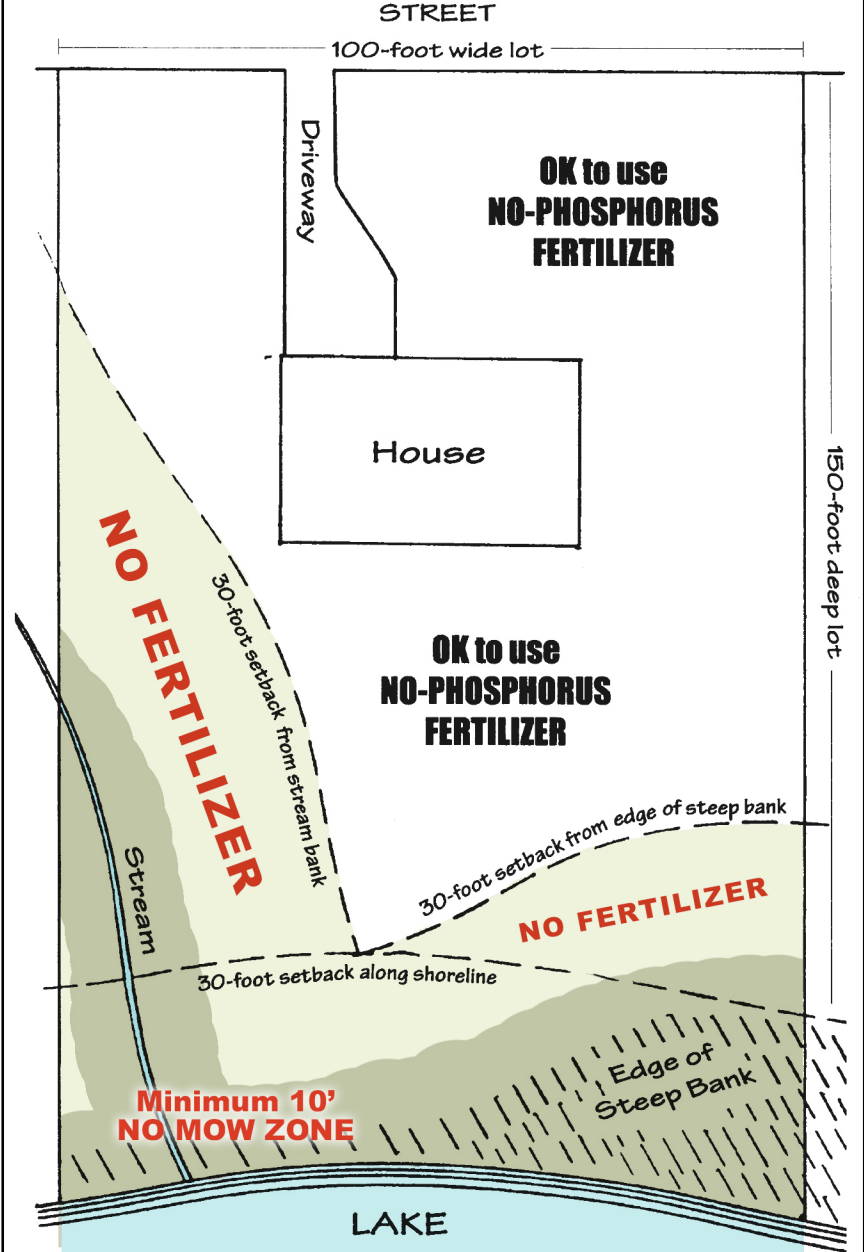 STREET
100-foot wide lot
Driveway
OK to use
NO-PHOSPHORUS
FERTILIZER
House
150-foot deep lot
NO FERTILIZER
30-foot setback from stream bank
OK to use
NO-PHOSPHORUS
FERTILIZER
30-foot setback from edge of steep bank
NO FERTILIZER
Stream
30-foot setback along shoreline
Edge of
Steep Bank
Minimum 10’
NO MOW ZONE
LAKE